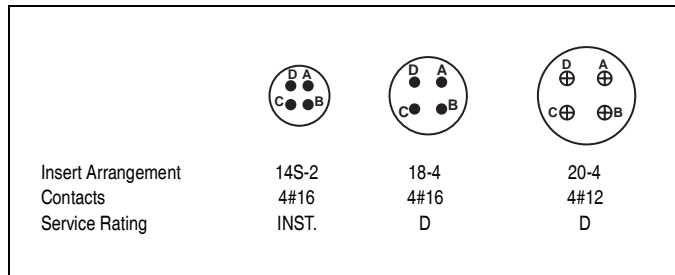 D A D A D A
C B C B C B
Insert Arrangement 14S-2 18-4 20-4
Contacts 4#16 4#16 4#12
Service Rating INST. D D